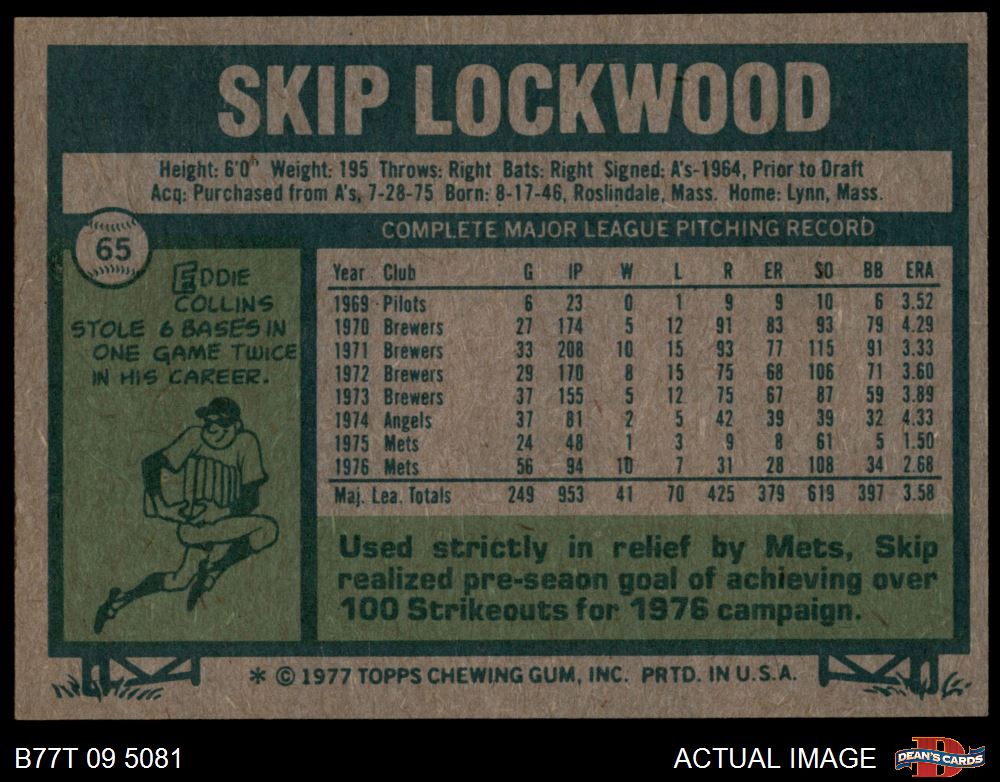 SKIP LOCKWOOD
Height: 6'0" Weight: 195 Throws: Right Bats: Right Signed: A's-1964, Prior to Draft
Acq: Purchased from A's, 7-28-75 Born: 8-17-46, Roslindale, Mass. Home: Lynn, Mass.
65
EDDIE
COLLINS
STOLE 6 BASES IN
ONE GAME TWICE
IN HIS CAREER.
COMPLETE MAJOR LEAGUE PITCHING RECORD
Year Club G IP W L R ER SO BB ERA
1969 Pilots 6 23 0 1 9 9 10 6 3.52
1970 Brewers 27 174 5 12 91 83 93 79 4.29
1971 Brewers 33 208 10 15 93 77 115 91 3.33
1972 Brewers 29 170 8 15 75 68 106 71 3.60
1973 Brewers 37 155 5 12 75 67 87 59 3.89
1974 Angels 37 81 2 5 42 39 39 32 4.33
1975 Mets 24 48 1 3 9 8 61 5 1.50
1976 Mets 56 94 10 7 31 28 108 34 2.68
Maj. Lea. Totals 249 953 41 70 425 379 619 397 3.58
Used strictly in relief by Mets, Skip
realized pre-seaon goal of achieving over
100 Strikeouts for 1976 campaign.
* © 1977 TOPPS CHEWING GUM, INC. PRTD. IN U.S.A.
B77T 09 5081
ACTUAL IMAGE
D
DEAN'S CARDS